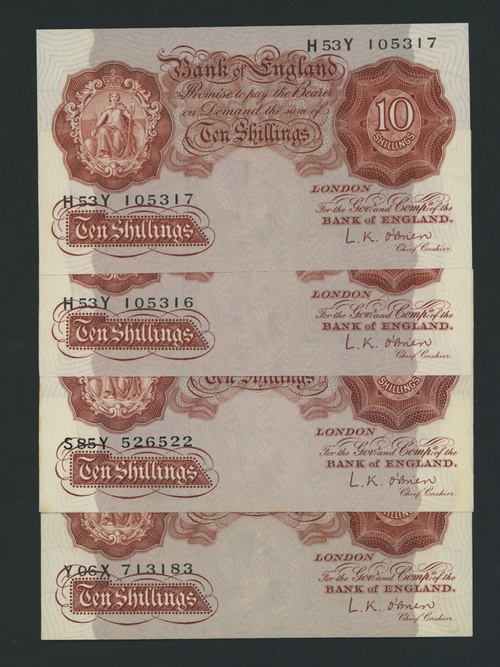 H53Y 105317
Bank of England
Promise to pay the Bearer
on Demand the sum of
Ten Shillings
10
SHILLINGS
H53Y 105317
Ten Shillings
LONDON
For the Govr. and Compa. of the
BANK of ENGLAND.
L. K. O'Brien
Chief Cashier.
H53Y 105316
Ten Shillings
LONDON
For the Govr. and Compa. of the
BANK of ENGLAND.
L. K. O'Brien
Chief Cashier.
Ten Shillings
SHILLINGS
S85Y 526522
Ten Shillings
LONDON
For the Govr. and Compa. of the
BANK of ENGLAND.
L. K. O'Brien
Chief Cashier.
SHILLINGS
Y06X 713183
Ten Shillings
LONDON
For the Govr. and Compa. of the
BANK of ENGLAND.
L. K. O'Brien
Chief Cashier.